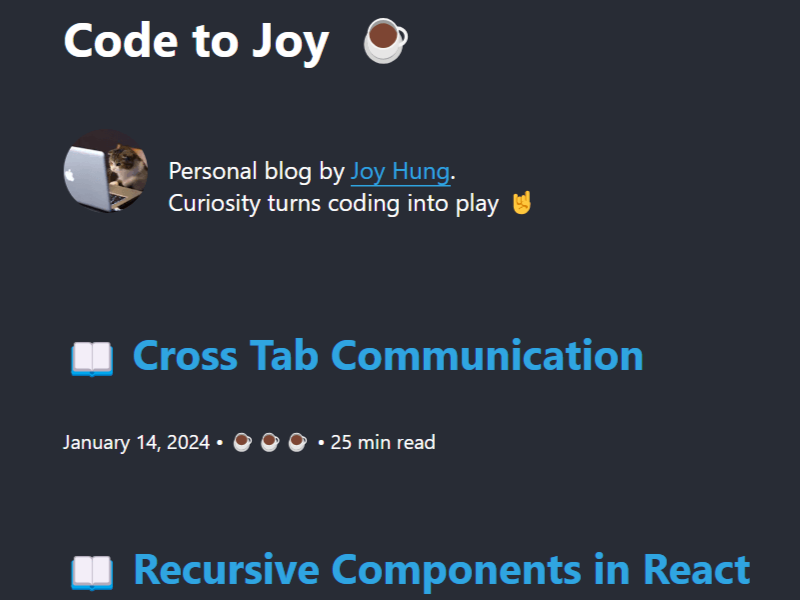 Code to Joy ☕
Personal blog by Joy Hung.
Curiosity turns coding into play 🤘
📖 Cross Tab Communication
January 14, 2024 • ☕☕☕ • 25 min read
📖 Recursive Components in React